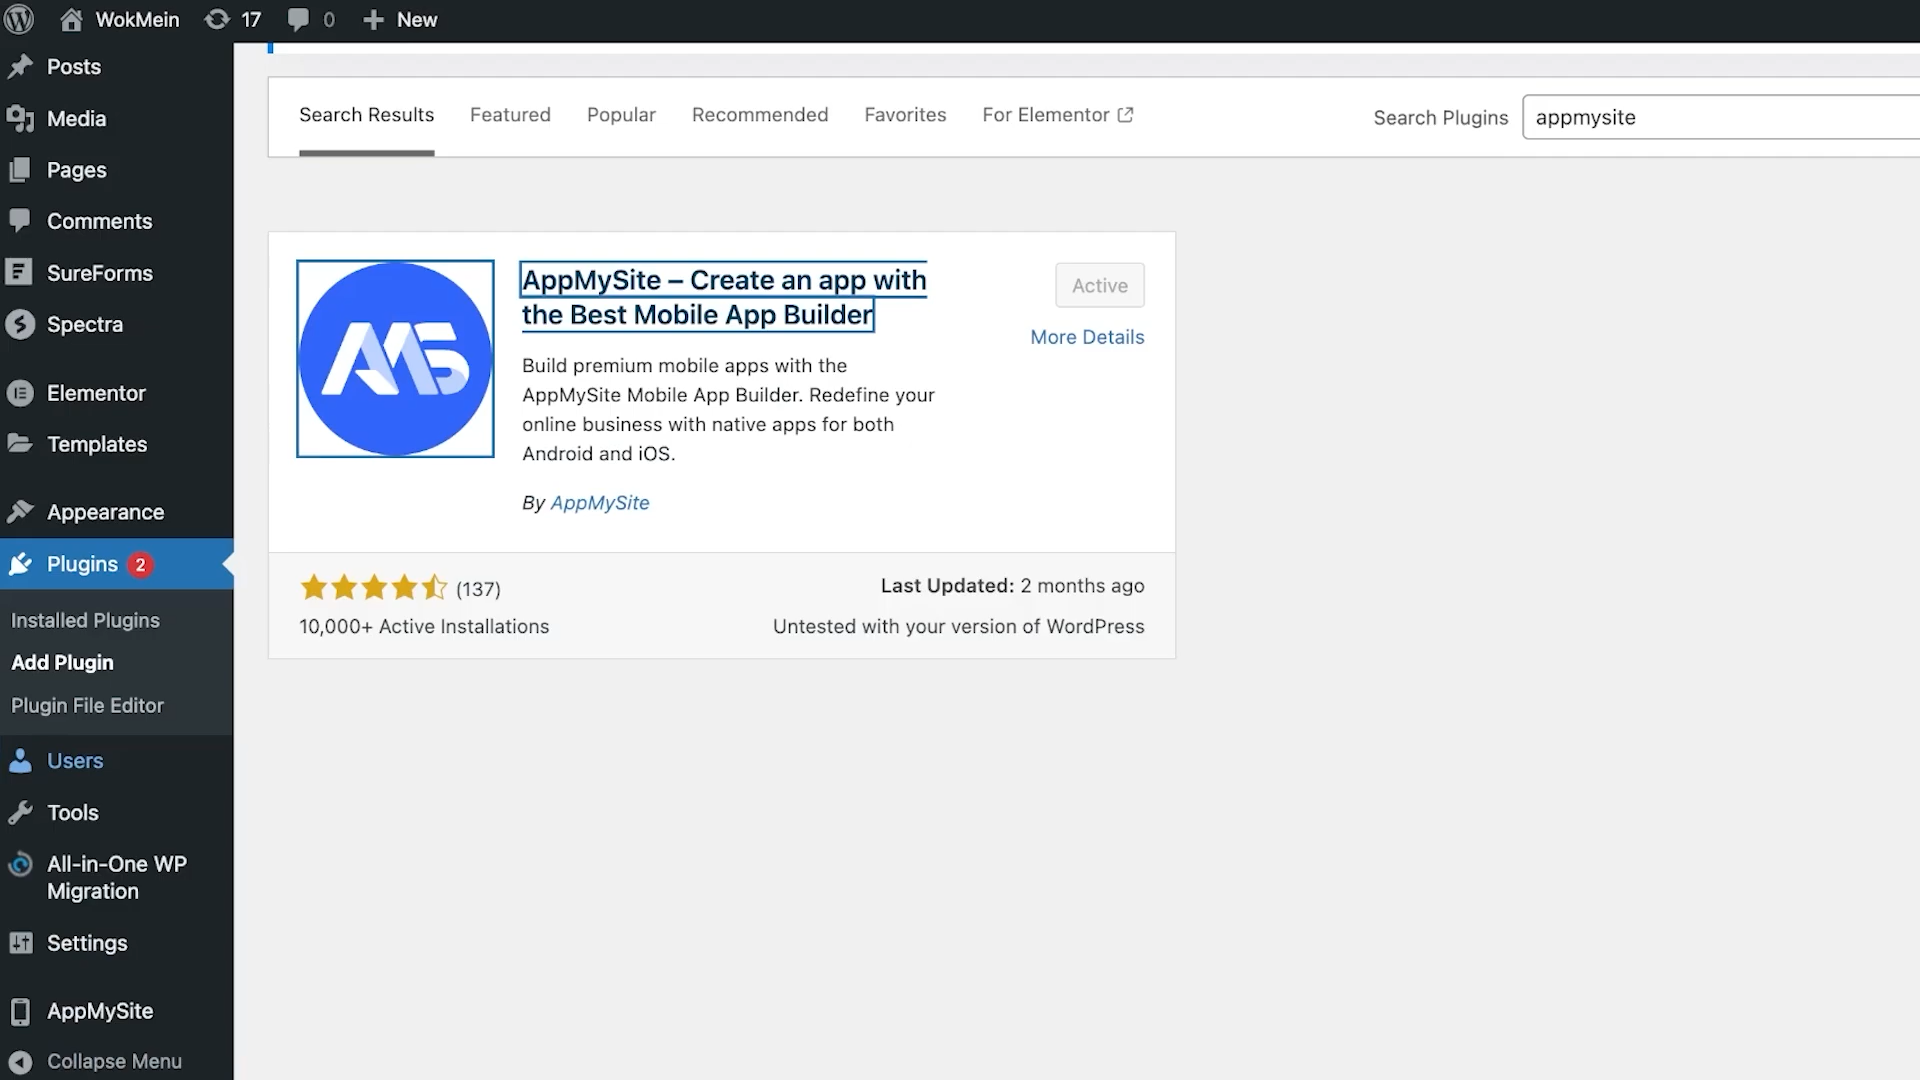 WokMein 17 0 New
Posts
Media
Pages
Comments
SureForms
Spectra
Elementor
Templates
Appearance
Plugins 2
Installed Plugins
Add Plugin
Plugin File Editor
Users
Tools
All-in-One WP
Migration
Settings
AppMySite
Collapse Menu
Search Results Featured Popular Recommended Favorites For Elementor Search Plugins appmysite
AMS
AppMySite – Create an app with
the Best Mobile App Builder
Active
More Details
Build premium mobile apps with the
AppMySite Mobile App Builder. Redefine your
online business with native apps for both
Android and iOS.
By AppMySite
(137)
10,000+ Active Installations
Last Updated: 2 months ago
Untested with your version of WordPress